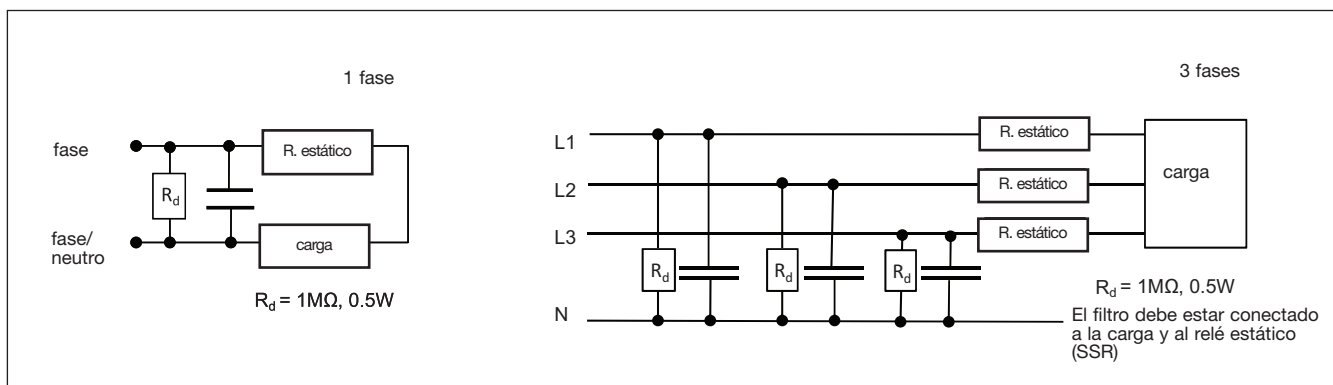 1 fase
fase
R. estático
Rd
fase/
neutro
carga
Rd = 1MΩ, 0.5W
3 fases
L1
R. estático
L2
R. estático
carga
L3
R. estático
Rd
Rd
Rd
N
Rd = 1MΩ, 0.5W
El filtro debe estar conectado
a la carga y al relé estático
(SSR)